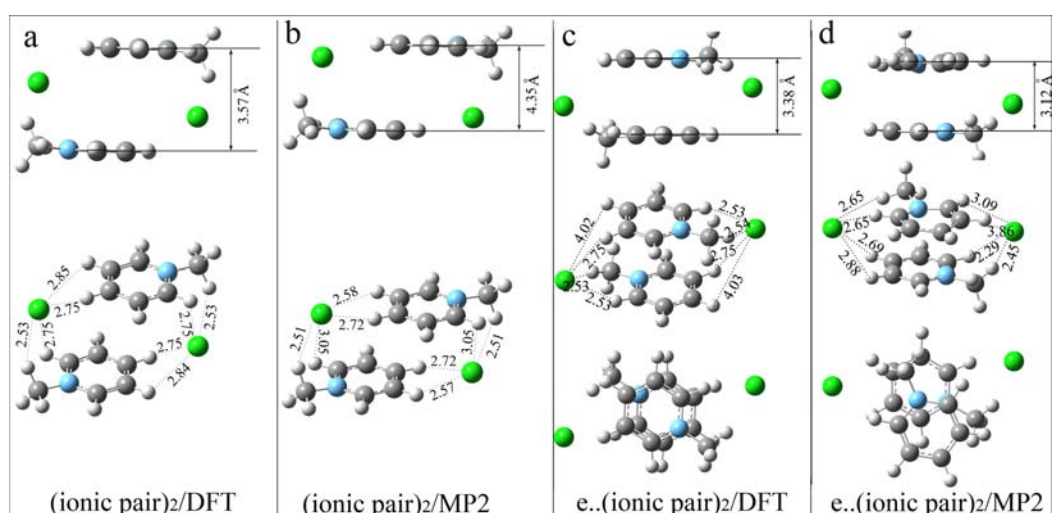 a
3.57 Å
2.85
2.75
2.53
2.75
2.75
2.53
2.75
2.84
(ionic pair)2/DFT
b
4.35 Å
2.58
2.72
2.51
3.05
3.05
2.51
2.72
2.57
(ionic pair)2/MP2
c
3.38 Å
4.02
2.53
2.54
2.75
2.75
2.53
2.53
4.03
e..(ionic pair)2/DFT
d
3.12 Å
2.65
3.09
2.65
3.86
2.69
2.29
2.45
2.88
e..(ionic pair)2/MP2